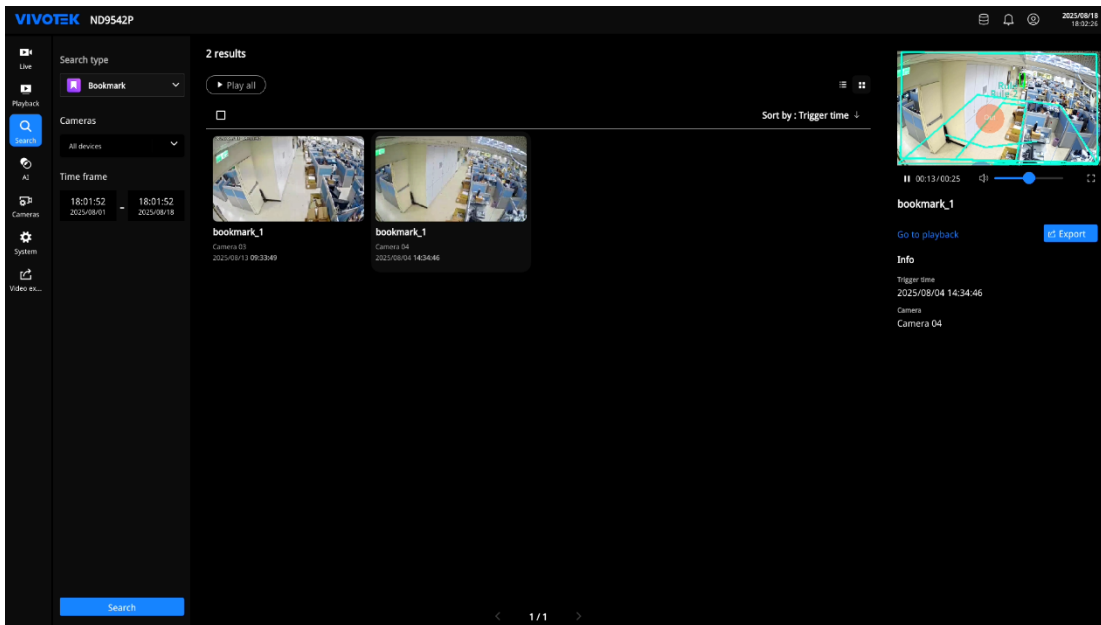 VIVOTEK ND9542P
2025/08/18
18:02:26
Live
Playback
Search
AI
Cameras
System
Video ex...
Search type
Bookmark
Cameras
All devices
Time frame
18:01:52
2025/08/01
-
18:01:52
2025/08/18
Search
2 results
Play all
Sort by : Trigger time ↓
bookmark_1
Camera 03
2025/08/13 09:33:49
bookmark_1
Camera 04
2025/08/04 14:34:46
1 / 1
Rule-2
Out
00:13/00:25
bookmark_1
Go to playback
Export
Info
Trigger time
2025/08/04 14:34:46
Camera
Camera 04